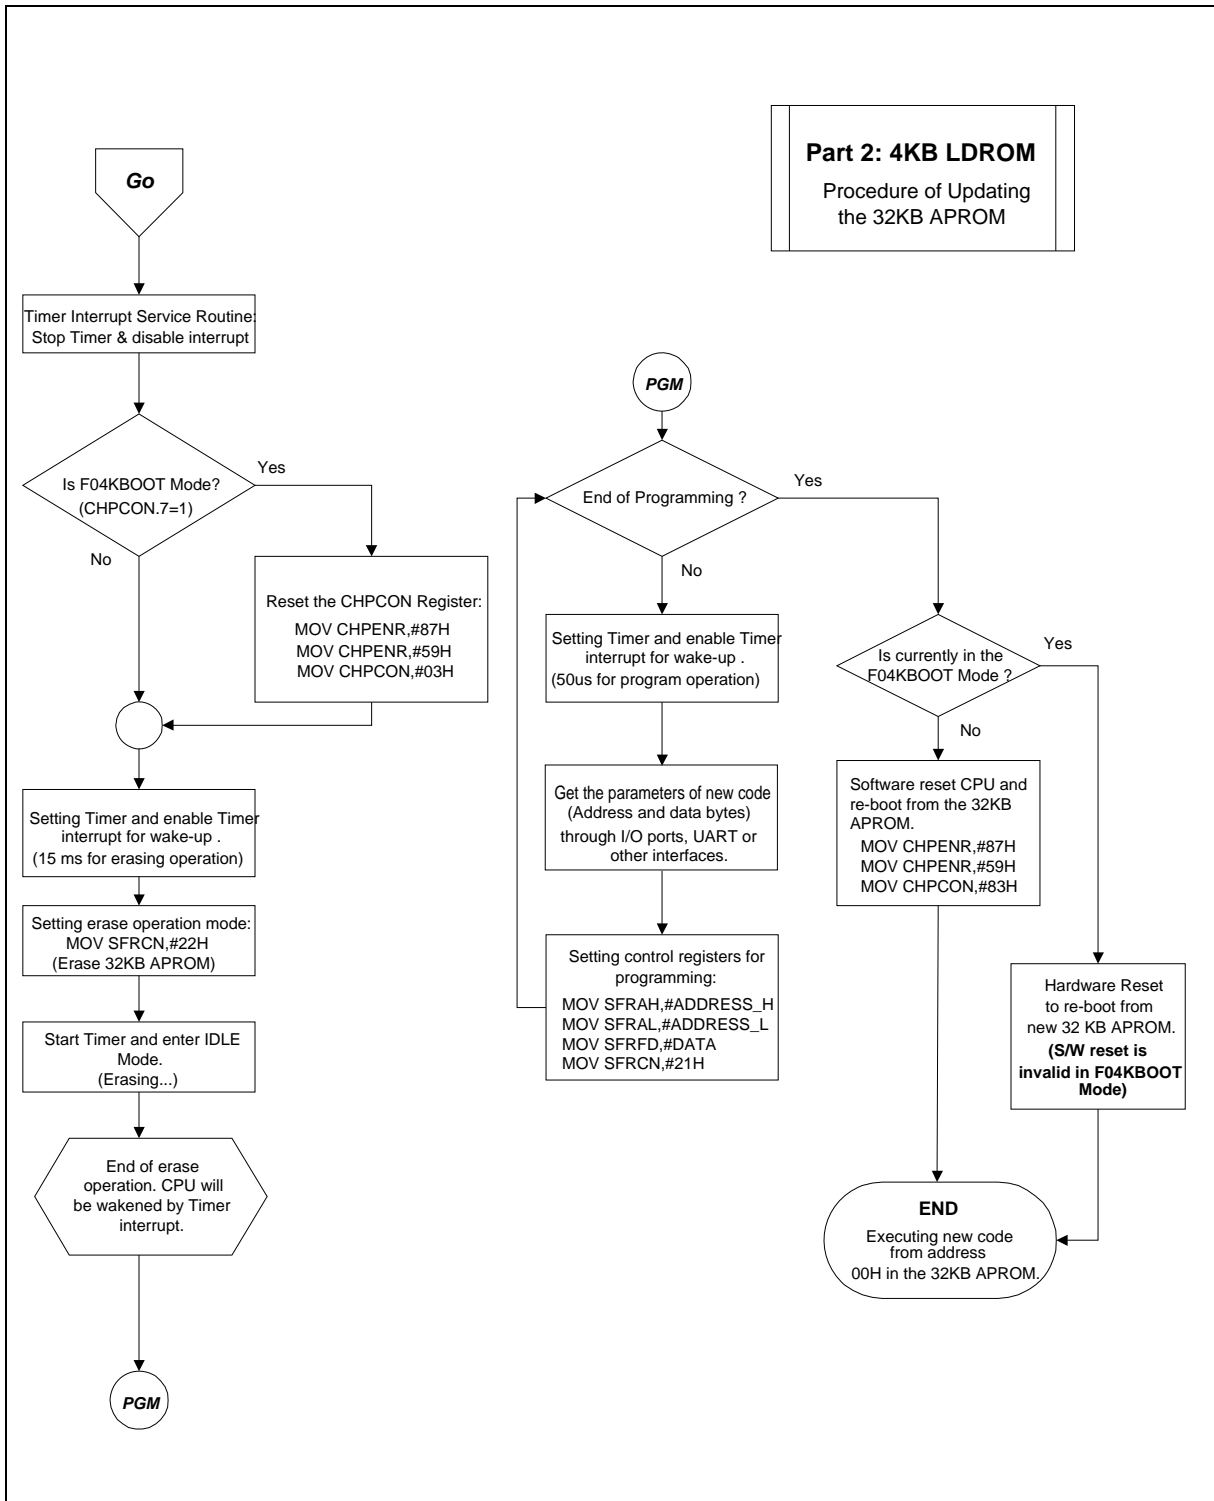 Part 2: 4KB LDROM
Procedure of Updating
the 32KB APROM
Go
Timer Interrupt Service Routine:
Stop Timer & disable interrupt
Is F04KBOOT Mode?
(CHPCON.7=1)
Yes
No
Reset the CHPCON Register:
MOV CHPENR,#87H
MOV CHPENR,#59H
MOV CHPCON,#03H
Setting Timer and enable Timer
interrupt for wake-up .
(15 ms for erasing operation)
Setting erase operation mode:
MOV SFRCN,#22H
(Erase 32KB APROM)
Start Timer and enter IDLE
Mode.
(Erasing...)
End of erase
operation. CPU will
be wakened by Timer
interrupt.
PGM
PGM
End of Programming ?
Yes
No
Setting Timer and enable Timer
interrupt for wake-up .
(50us for program operation)
Get the parameters of new code
(Address and data bytes)
through I/O ports, UART or
other interfaces.
Setting control registers for
programming:
MOV SFRAH,#ADDRESS_H
MOV SFRAL,#ADDRESS_L
MOV SFRFD,#DATA
MOV SFRCN,#21H
Is currently in the
F04KBOOT Mode ?
Yes
No
Software reset CPU and
re-boot from the 32KB
APROM.
MOV CHPENR,#87H
MOV CHPENR,#59H
MOV CHPCON,#83H
Hardware Reset
to re-boot from
new 32 KB APROM.
(S/W reset is
invalid in F04KBOOT
Mode)
END
Executing new code
from address
00H in the 32KB APROM.